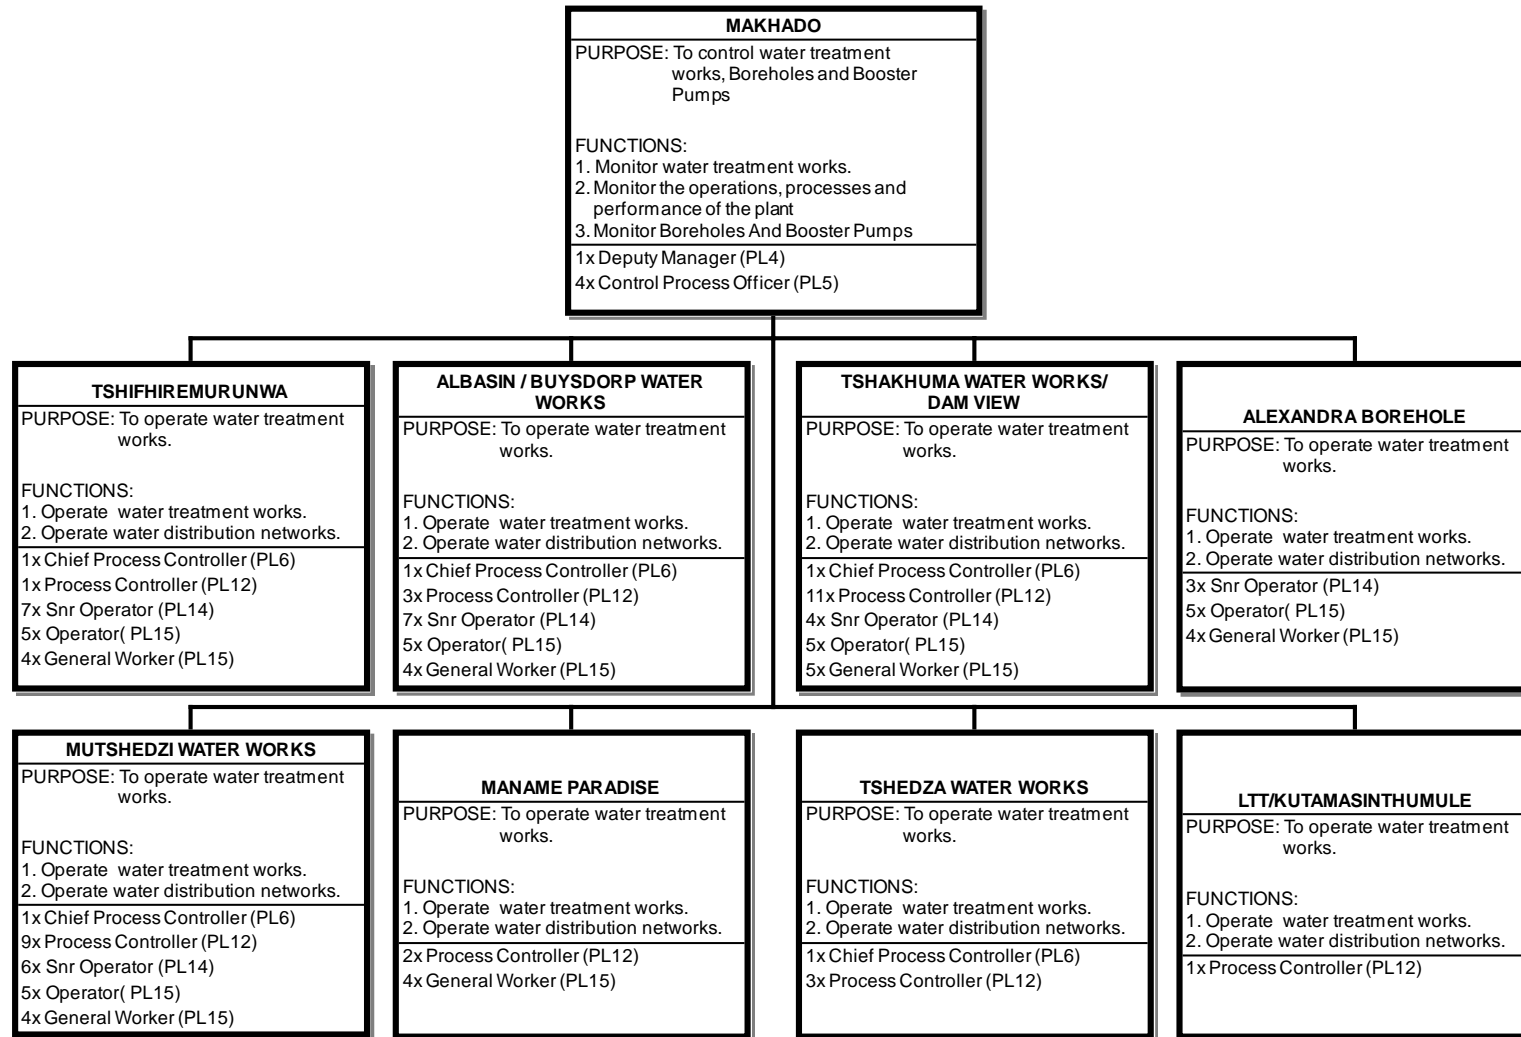 MAKHADO
PURPOSE: To control water treatment
works, Boreholes and Booster
Pumps
FUNCTIONS:
1. Monitor water treatment works.
2. Monitor the operations, processes and
performance of the plant
3. Monitor Boreholes And Booster Pumps
1x Deputy Manager (PL4)
4x Control Process Officer (PL5)
TSHIFHIREMURUNWA
PURPOSE: To operate water treatment
works.
FUNCTIONS:
1. Operate water treatment works.
2. Operate water distribution networks.
1x Chief Process Controller (PL6)
1x Process Controller (PL12)
7x Snr Operator (PL14)
5x Operator( PL15)
4x General Worker (PL15)
ALBASIN / BUYSDORP WATER
WORKS
PURPOSE: To operate water treatment
works.
FUNCTIONS:
1. Operate water treatment works.
2. Operate water distribution networks.
1x Chief Process Controller (PL6)
3x Process Controller (PL12)
7x Snr Operator (PL14)
5x Operator( PL15)
4x General Worker (PL15)
TSHAKHUMA WATER WORKS/
DAM VIEW
PURPOSE: To operate water treatment
works.
FUNCTIONS:
1. Operate water treatment works.
2. Operate water distribution networks.
1x Chief Process Controller (PL6)
11x Process Controller (PL12)
4x Snr Operator (PL14)
5x Operator( PL15)
5x General Worker (PL15)
ALEXANDRA BOREHOLE
PURPOSE: To operate water treatment
works.
FUNCTIONS:
1. Operate water treatment works.
2. Operate water distribution networks.
3x Snr Operator (PL14)
5x Operator( PL15)
4x General Worker (PL15)
MUTSHEDZI WATER WORKS
PURPOSE: To operate water treatment
works.
FUNCTIONS:
1. Operate water treatment works.
2. Operate water distribution networks.
1x Chief Process Controller (PL6)
9x Process Controller (PL12)
6x Snr Operator (PL14)
5x Operator( PL15)
4x General Worker (PL15)
MANAME PARADISE
PURPOSE: To operate water treatment
works.
FUNCTIONS:
1. Operate water treatment works.
2. Operate water distribution networks.
2x Process Controller (PL12)
4x General Worker (PL15)
TSHEDZA WATER WORKS
PURPOSE: To operate water treatment
works.
FUNCTIONS:
1. Operate water treatment works.
2. Operate water distribution networks.
1x Chief Process Controller (PL6)
3x Process Controller (PL12)
LTT/KUTAMASINTHUMULE
PURPOSE: To operate water treatment
works.
FUNCTIONS:
1. Operate water treatment works.
2. Operate water distribution networks.
1x Process Controller (PL12)